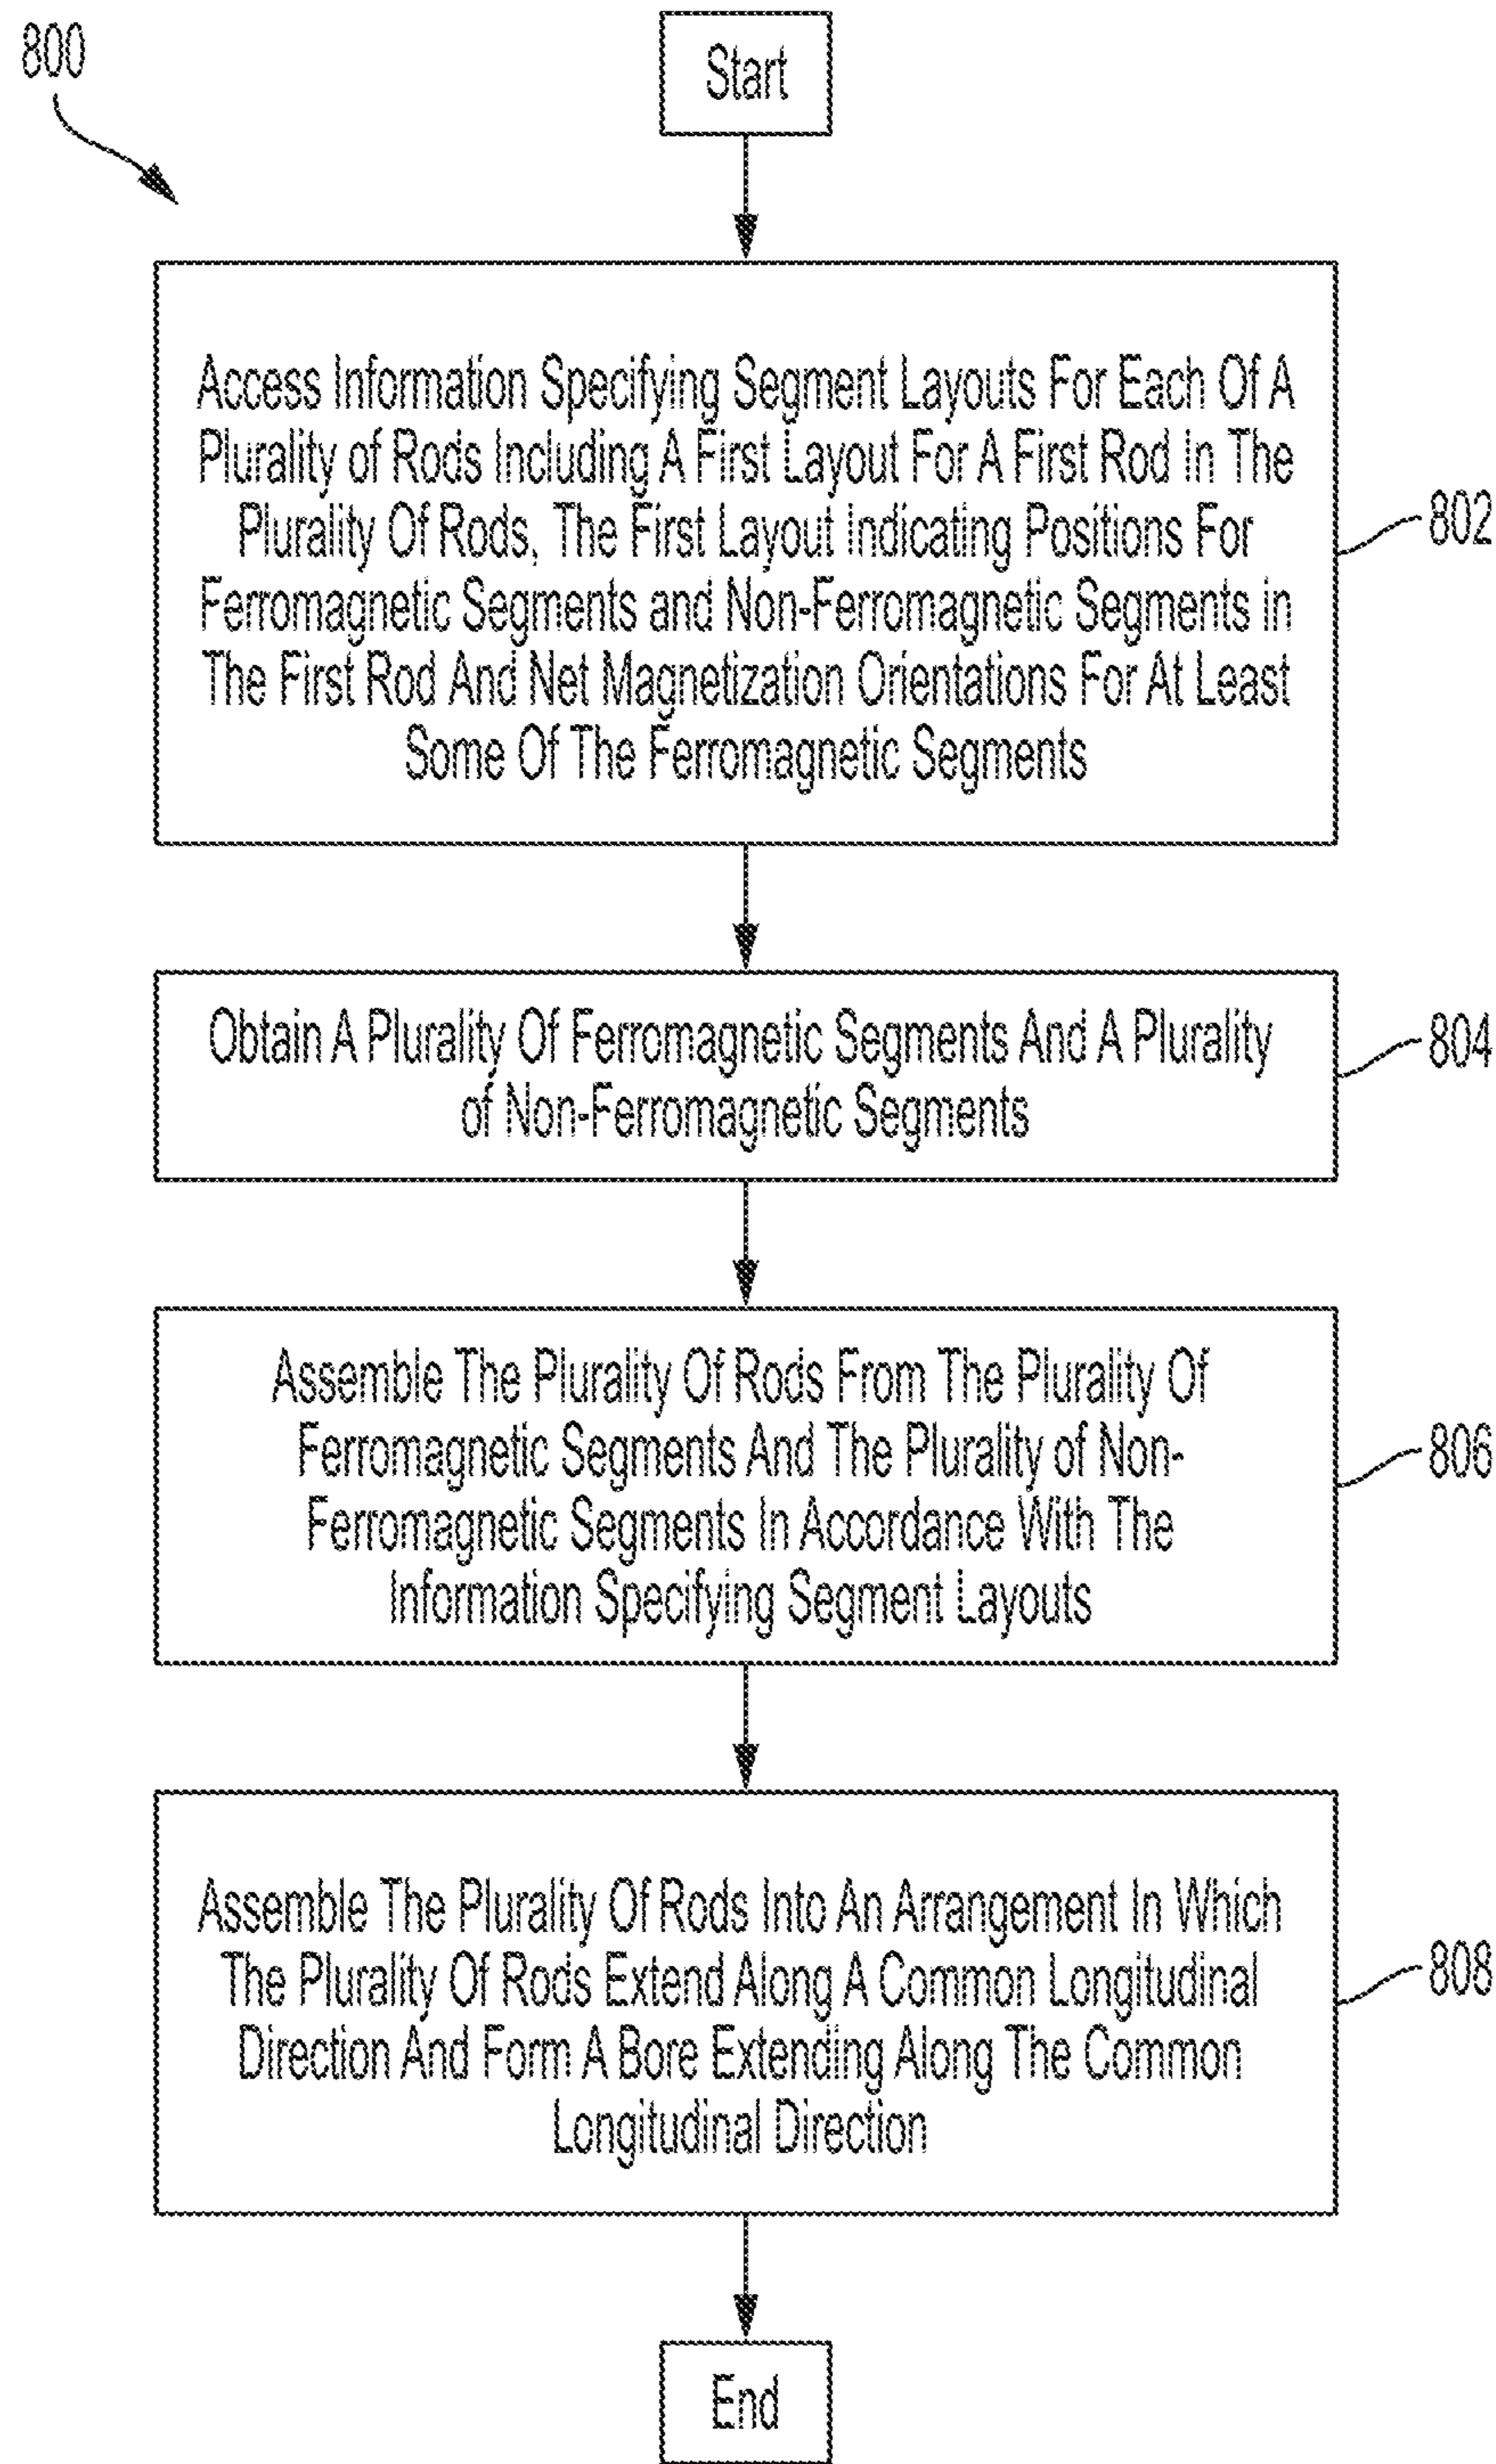 800
Start
Access Information Specifying Segment Layouts For Each Of A
Plurality of Rods Including A First Layout For A First Rod In The
Plurality Of Rods, The First Layout Indicating Positions For
Ferromagnetic Segments and Non-Ferromagnetic Segments in
The First Rod And Net Magnetization Orientations For At Least
Some Of The Ferromagnetic Segments
802
Obtain A Plurality Of Ferromagnetic Segments And A Plurality
of Non-Ferromagnetic Segments
804
Assemble The Plurality Of Rods From The Plurality Of
Ferromagnetic Segments And The Plurality of Non-
Ferromagnetic Segments In Accordance With The
Information Specifying Segment Layouts
806
Assemble The Plurality Of Rods Into An Arrangement In Which
The Plurality Of Rods Extend Along A Common Longitudinal
Direction And Form A Bore Extending Along The Common
Longitudinal Direction
808
End